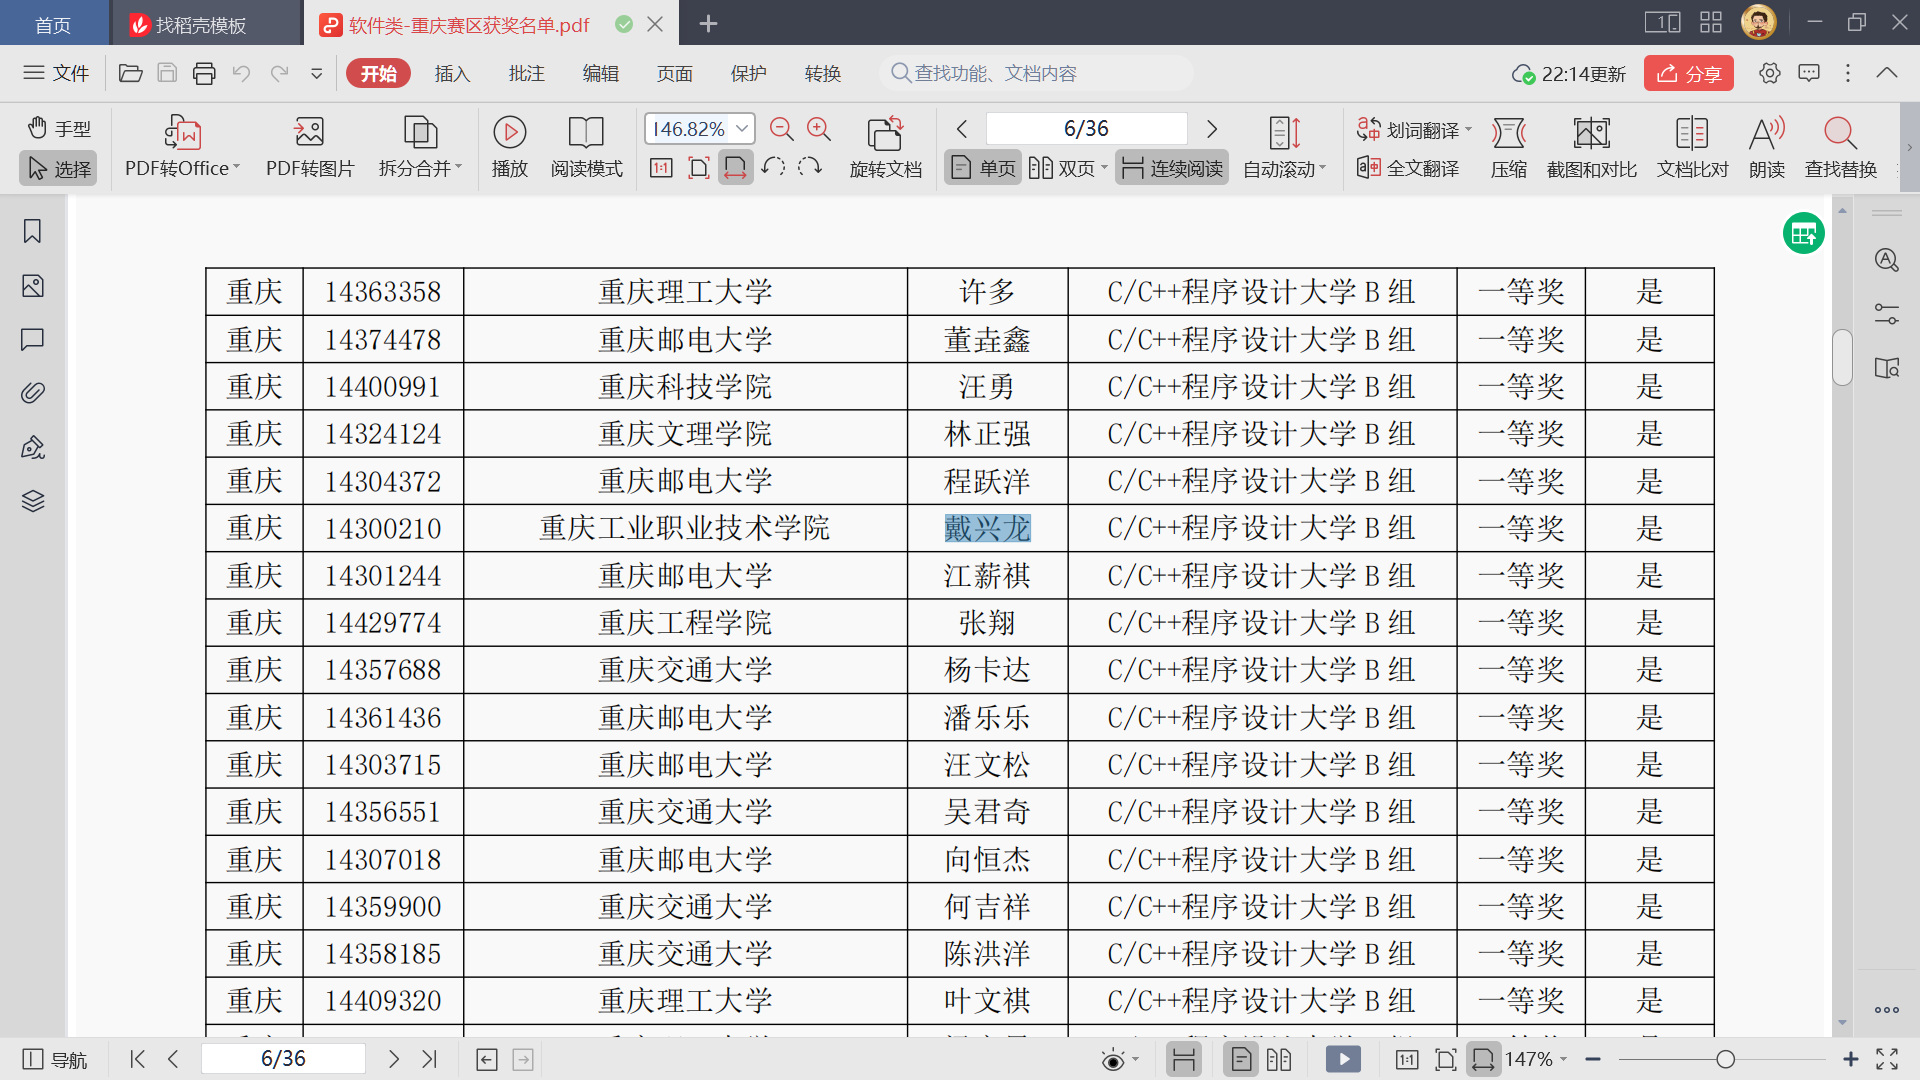 首页
找稻壳模板
软件类-重庆赛区获奖名单.pdf
文件
开始
插入
批注
编辑
页面
保护
转换
查找功能、文档内容
22:14更新
分享
手型
选择
PDF转Office
PDF转图片
拆分合并
播放
阅读模式
146.82%
旋转文档
6/36
单页
双页
连续阅读
自动滚动
划词翻译
全文翻译
压缩
截图和对比
文档比对
朗读
查找替换
重庆 14363358 重庆理工大学 许多 C/C++程序设计大学 B 组 一等奖 是
重庆 14374478 重庆邮电大学 董垚鑫 C/C++程序设计大学 B 组 一等奖 是
重庆 14400991 重庆科技学院 汪勇 C/C++程序设计大学 B 组 一等奖 是
重庆 14324124 重庆文理学院 林正强 C/C++程序设计大学 B 组 一等奖 是
重庆 14304372 重庆邮电大学 程跃洋 C/C++程序设计大学 B 组 一等奖 是
重庆 14300210 重庆工业职业技术学院 戴兴龙 C/C++程序设计大学 B 组 一等奖 是
重庆 14301244 重庆邮电大学 江薪祺 C/C++程序设计大学 B 组 一等奖 是
重庆 14429774 重庆工程学院 张翔 C/C++程序设计大学 B 组 一等奖 是
重庆 14357688 重庆交通大学 杨卡达 C/C++程序设计大学 B 组 一等奖 是
重庆 14361436 重庆邮电大学 潘乐乐 C/C++程序设计大学 B 组 一等奖 是
重庆 14303715 重庆邮电大学 汪文松 C/C++程序设计大学 B 组 一等奖 是
重庆 14356551 重庆交通大学 吴君奇 C/C++程序设计大学 B 组 一等奖 是
重庆 14307018 重庆邮电大学 向恒杰 C/C++程序设计大学 B 组 一等奖 是
重庆 14359900 重庆交通大学 何吉祥 C/C++程序设计大学 B 组 一等奖 是
重庆 14358185 重庆交通大学 陈洪洋 C/C++程序设计大学 B 组 一等奖 是
重庆 14409320 重庆理工大学 叶文祺 C/C++程序设计大学 B 组 一等奖 是
导航
6/36
147%